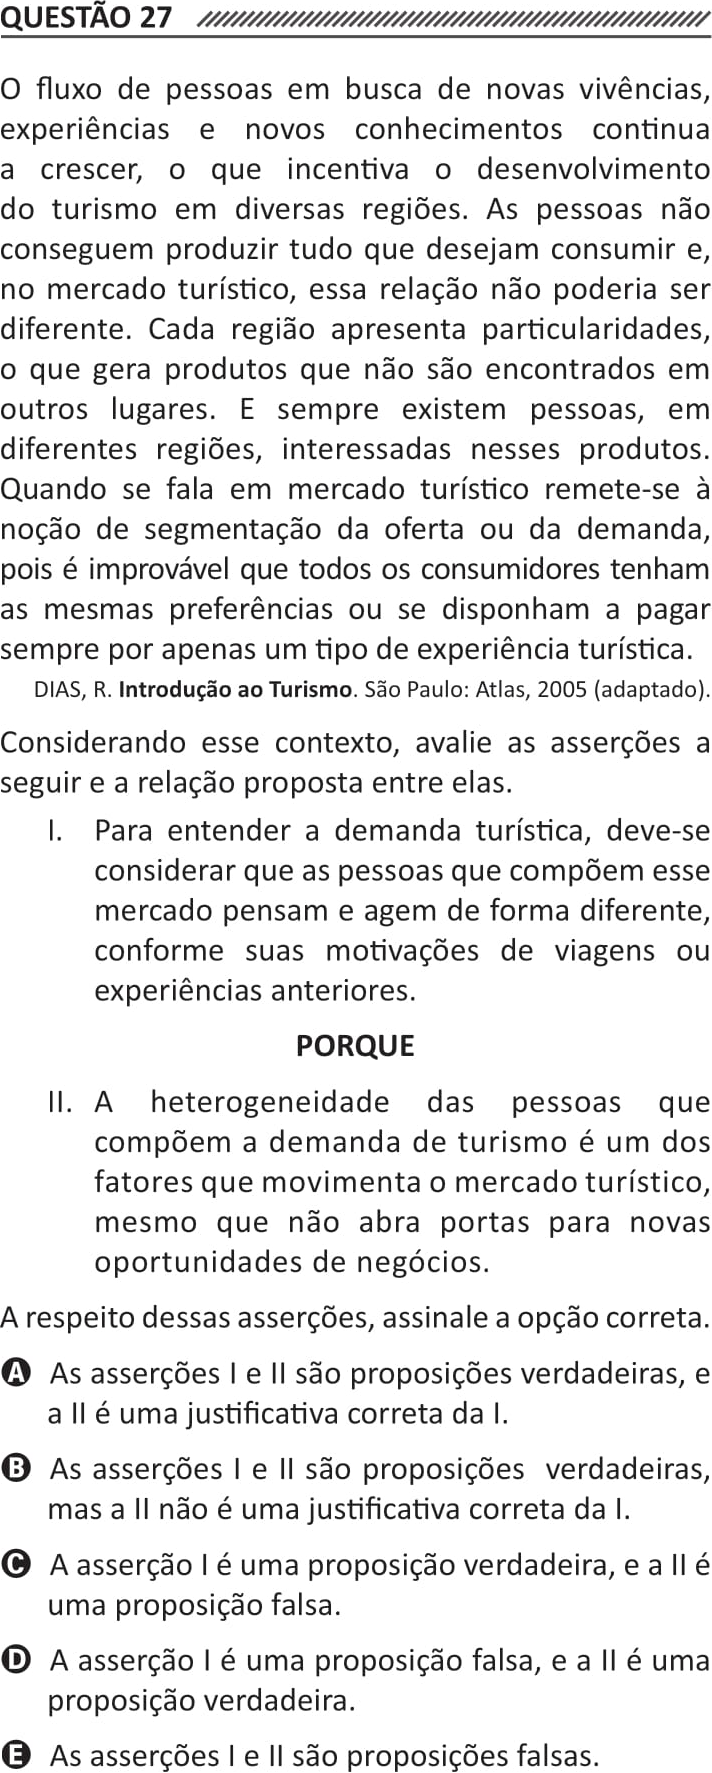 QUESTÃO 27
O fluxo de pessoas em busca de novas vivências,
experiências e novos conhecimentos continua
a crescer, o que incentiva o desenvolvimento
do turismo em diversas regiões. As pessoas não
conseguem produzir tudo que desejam consumir e,
no mercado turístico, essa relação não poderia ser
diferente. Cada região apresenta particularidades,
o que gera produtos que não são encontrados em
outros lugares. E sempre existem pessoas, em
diferentes regiões, interessadas nesses produtos.
Quando se fala em mercado turístico remete-se à
noção de segmentação da oferta ou da demanda,
pois é improvável que todos os consumidores tenham
as mesmas preferências ou se disponham a pagar
sempre por apenas um tipo de experiência turística.
DIAS, R. Introdução ao Turismo. São Paulo: Atlas, 2005 (adaptado).
Considerando esse contexto, avalie as asserções a
seguir e a relação proposta entre elas.
I. Para entender a demanda turística, deve-se
considerar que as pessoas que compõem esse
mercado pensam e agem de forma diferente,
conforme suas motivações de viagens ou
experiências anteriores.
PORQUE
II. A heterogeneidade das pessoas que
compõem a demanda de turismo é um dos
fatores que movimenta o mercado turístico,
mesmo que não abra portas para novas
oportunidades de negócios.
A respeito dessas asserções, assinale a opção correta.
A As asserções I e II são proposições verdadeiras, e
a II é uma justificativa correta da I.
B As asserções I e II são proposições verdadeiras,
mas a II não é uma justificativa correta da I.
C A asserção I é uma proposição verdadeira, e a II é
uma proposição falsa.
D A asserção I é uma proposição falsa, e a II é uma
proposição verdadeira.
E As asserções I e II são proposições falsas.